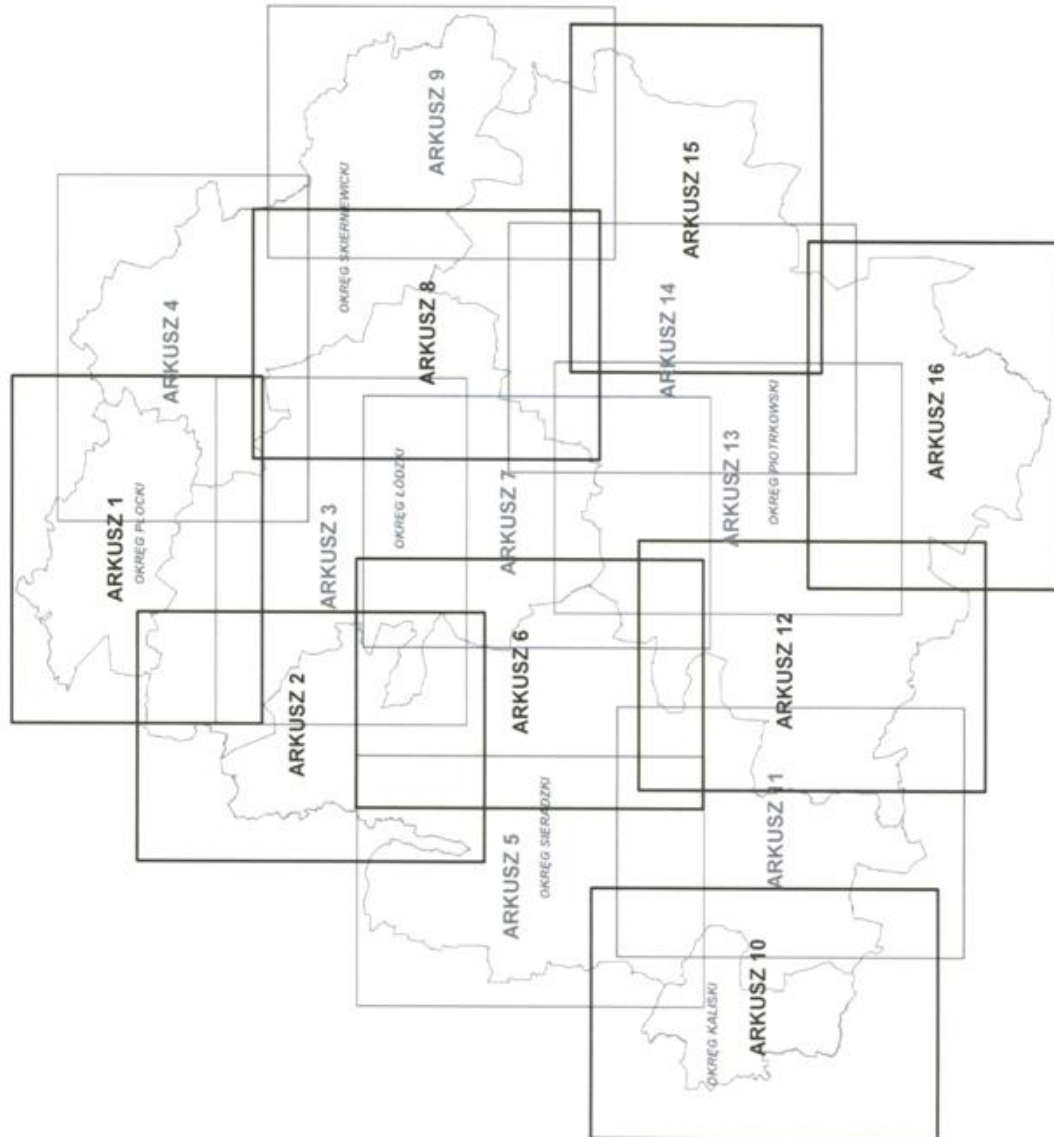 ARKUSZ 1
OKRĘG PŁOCKI
ARKUSZ 4
ARKUSZ 2
ARKUSZ 3
OKRĘG SKIERNIEWICKI
ARKUSZ 9
ARKUSZ 8
OKRĘG ŁÓDZKI
ARKUSZ 7
ARKUSZ 6
ARKUSZ 5
OKRĘG SIERADZKI
ARKUSZ 15
ARKUSZ 14
ARKUSZ 13
OKRĘG PIOTRKOWSKI
ARKUSZ 12
ARKUSZ 11
OKRĘG KALISKI
ARKUSZ 10
ARKUSZ 16